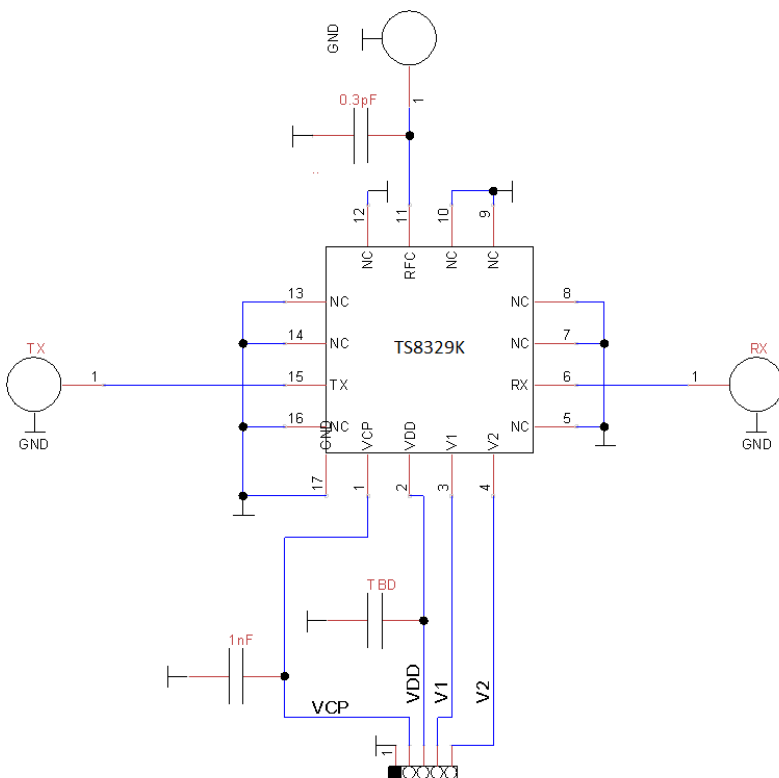 GND
1
0.3pF
12
11
10
9
NC
RFC
NC
NC
13
NC
NC
8
14
NC
TS8329K
NC
7
TX
1
15
TX
RX
6
1
RX
16
NC
NC
5
GND
GND
GND
VCP
VDD
V1
V2
17
1
2
3
4
TBD
1nF
VCP
VDD
V1
V2
1